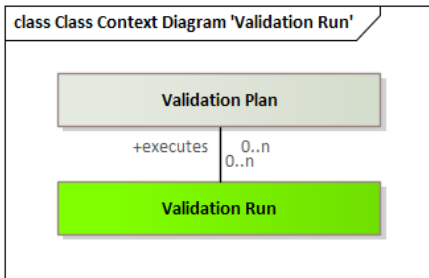 class Class Context Diagram 'Validation Run'
Validation Plan
+executes 0..n
0..n
Validation Run